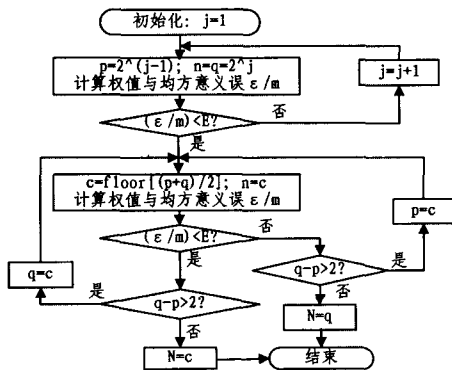 初始化: j=1
p=2^(j-1); n=q=2^j
计算权值与均方意义误ε/m
j=j+1
(ε/m)<E?
否
是
c=floor[(p+q)/2]; n=c
计算权值与均方意义误ε/m
p=c
(ε/m)<E?
否
是
q=c
q-p>2?
是
是
q-p>2?
否
N=q
否
N=c
结束